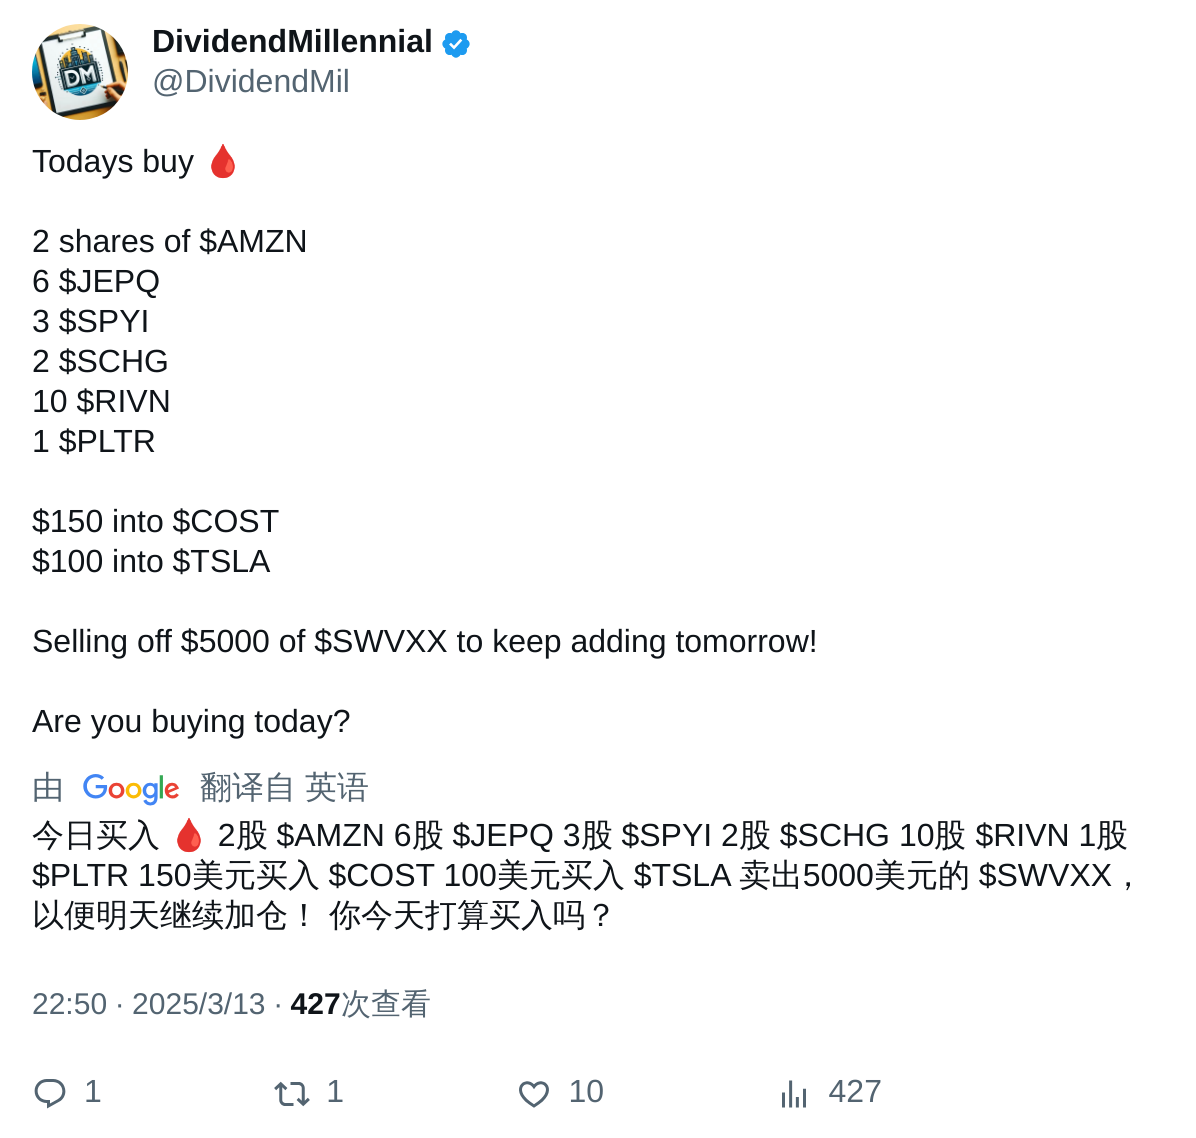 DividendMillennial
@DividendMil
Todays buy 🩸
2 shares of $AMZN
6 $JEPQ
3 $SPYI
2 $SCHG
10 $RIVN
1 $PLTR
$150 into $COST
$100 into $TSLA
Selling off $5000 of $SWVXX to keep adding tomorrow!
Are you buying today?
由 Google 翻译自 英语
今日买入 🩸 2股 $AMZN 6股 $JEPQ 3股 $SPYI 2股 $SCHG 10股 $RIVN 1股
$PLTR 150美元买入 $COST 100美元买入 $TSLA 卖出5000美元的 $SWVXX，
以便明天继续加仓！ 你今天打算买入吗？
22:50 · 2025/3/13 · 427次查看
1 1 10 427
DM